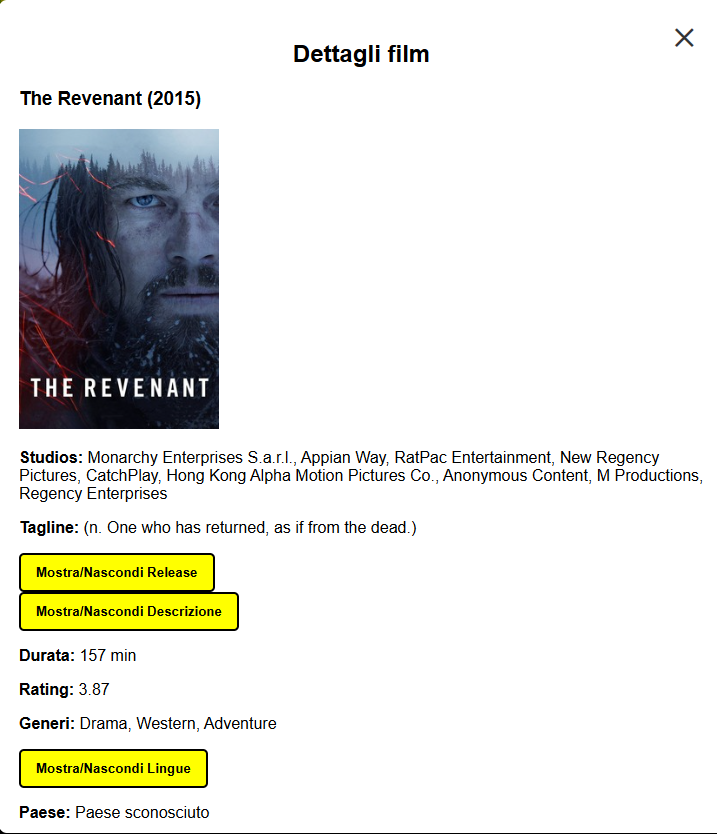 Dettagli film
The Revenant (2015)
THE REVENANT
Studios: Monarchy Enterprises S.a.r.l., Appian Way, RatPac Entertainment, New Regency
Pictures, CatchPlay, Hong Kong Alpha Motion Pictures Co., Anonymous Content, M Productions,
Regency Enterprises
Tagline: (n. One who has returned, as if from the dead.)
Mostra/Nascondi Release
Mostra/Nascondi Descrizione
Durata: 157 min
Rating: 3.87
Generi: Drama, Western, Adventure
Mostra/Nascondi Lingue
Paese: Paese sconosciuto